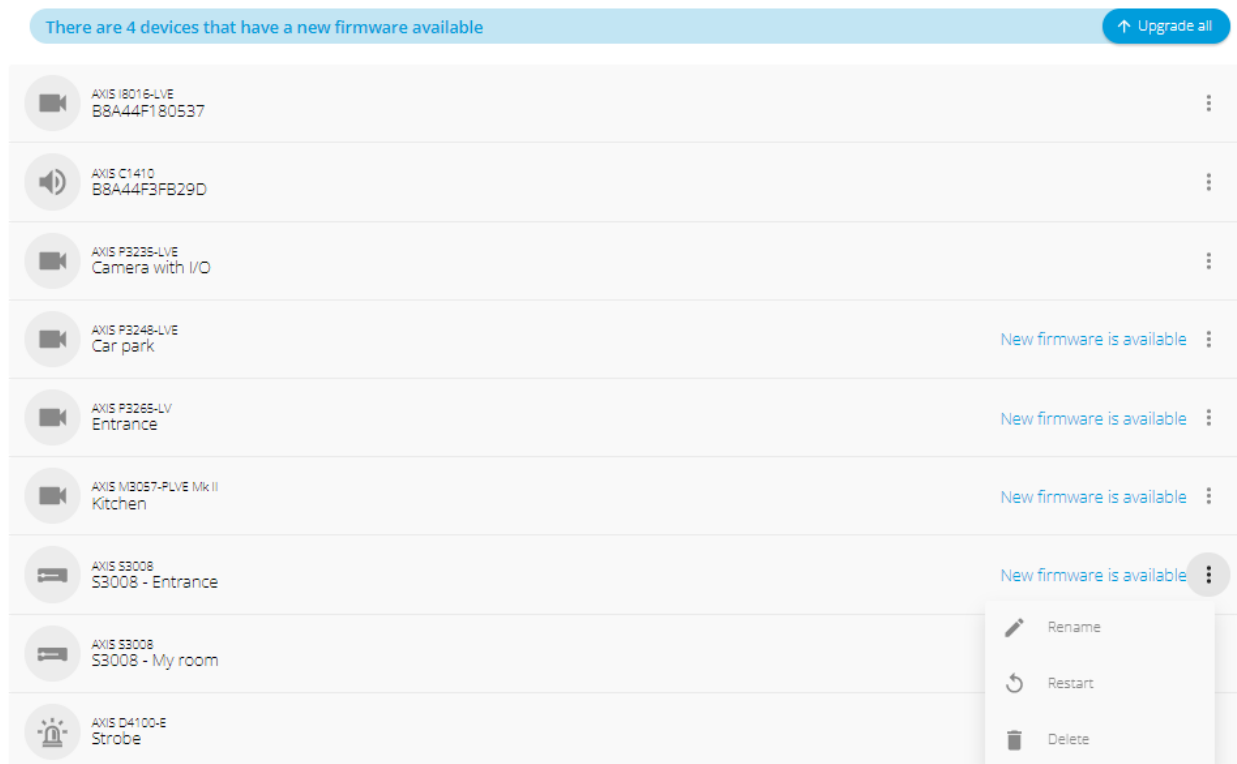 There are 4 devices that have a new firmware available
Upgrade all
AXIS I8016-LVE
B8A44F180537
AXIS C1410
B8A44F3FB29D
AXIS P3235-LVE
Camera with I/O
AXIS P3248-LVE
Car park
New firmware is available
AXIS P3265-LV
Entrance
New firmware is available
AXIS M3057-PLVE Mk II
Kitchen
New firmware is available
AXIS S3008
S3008 - Entrance
New firmware is available
Rename
AXIS S3008
S3008 - My room
Restart
AXIS D4100-E
Strobe
Delete